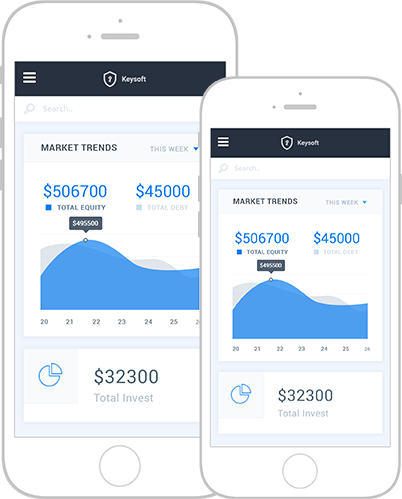 Keysoft
Search..
MARKET TRENDS THIS WEEK
$506700 $45000
TOTAL EQUITY TOTAL DEBT
$495500
20 21 22 23 24 25
$32300
Total Invest
Keysoft
Search..
MARKET TRENDS THIS WEEK
$506700 $45000
TOTAL EQUITY TOTAL DEBT
$495500
20 21 22 23 24 25 26
$32300
Total Invest